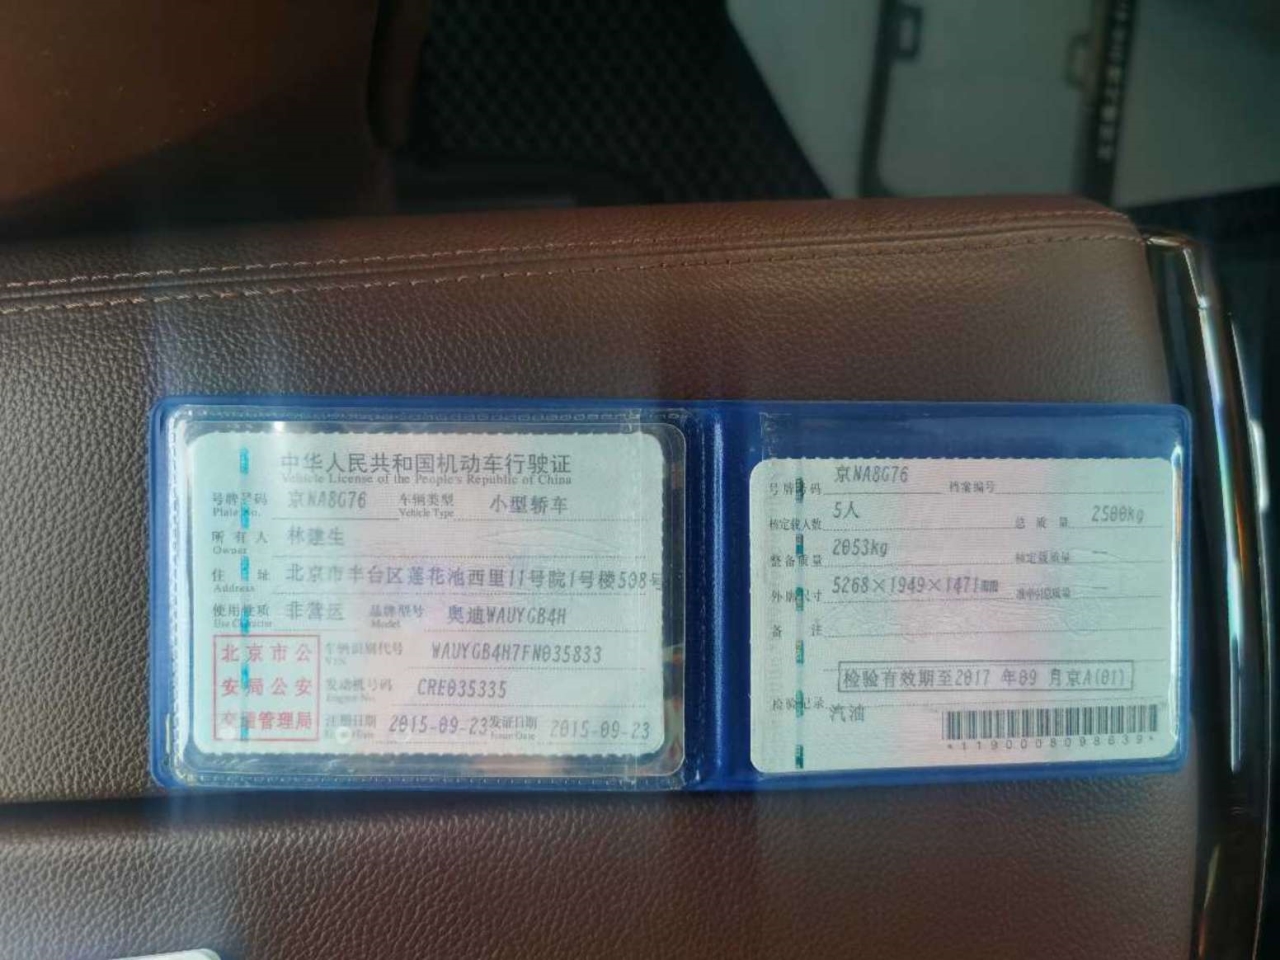 中华人民共和国机动车行驶证
Vehicle License of the People's Republic of China
号牌号码 京NA8G76 车辆类型 小型轿车
Plate No. Vehicle Type
所有人 林建生
Owner
住址 北京市丰台区莲花池西里11号院1号楼508号
Address
使用性质 非营运 品牌型号 奥迪WAUYGB4H
Use Character Model
北京市公
安局公安
交通管理局
车辆识别代号 WAUYGB4H7FN035833
VIN
发动机号码 CRE035335
Engine No.
注册日期 2015-09-23 发证日期 2015-09-23
Register Date Issue Date
号牌号码 京NA8G76 档案编号
核定载人数 5人 总质量 2500kg
整备质量 2053kg 核定载质量 —
外廓尺寸 5268×1949×1471mm 准牵引总质量 —
备注
检验有效期至2017 年09 月京A(01)
检验记录
汽油
*1190008098639*